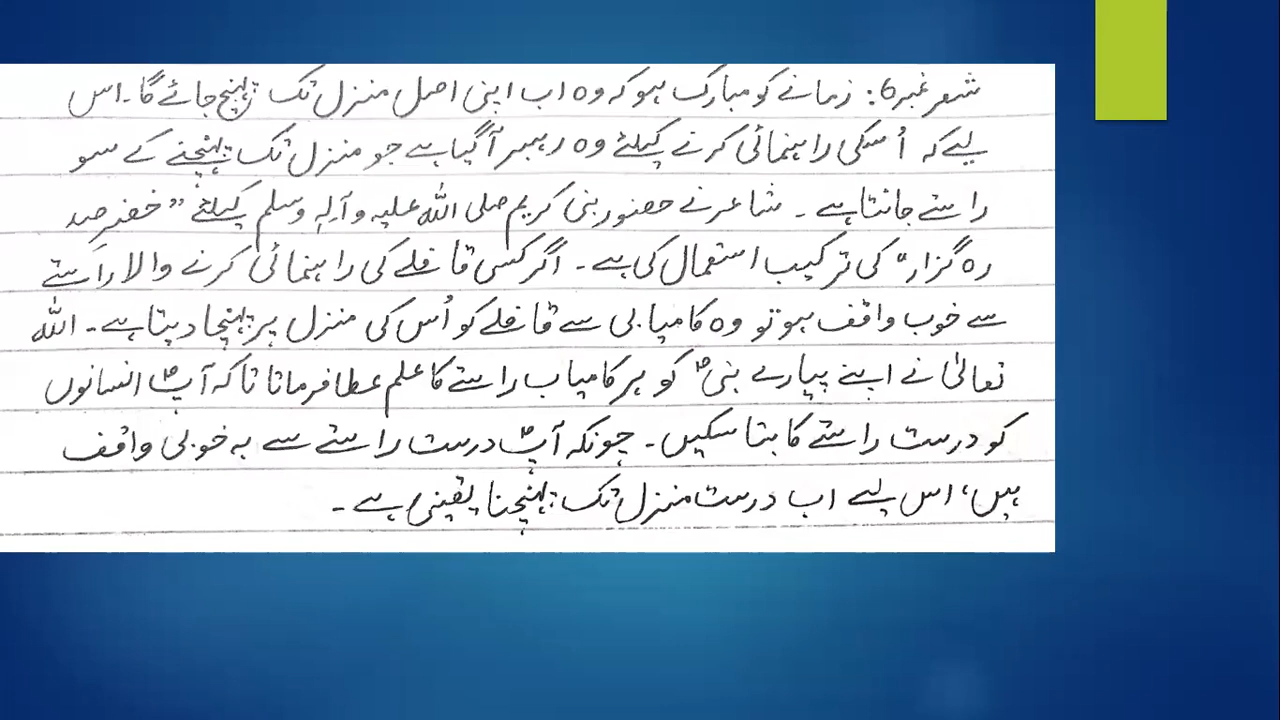 شعر نمبر 6: زمانے کو مبارک ہو کہ وہ اب اپنی اصل منزل تک پہنچ جائے گا۔ اس
لیے کہ اُسکی راہنمائی کرنے کیلئے وہ رہبر آ گیا ہے جو منزل تک پہنچنے کے سو
راستے جانتا ہے ۔ شاعر نے حضور نبی کریم صلی اللہ علیہ وآلہٖ وسلم کیلئے ”خضرِ صد
رہ گزار“ کی ترکیب استعمال کی ہے۔ اگر کسی قافلے کی راہنمائی کرنے والا راستے
سے خوب واقف ہو تو وہ کامیابی سے قافلے کو اُس کی منزل پر پہنچا دیتا ہے۔ اللہ
تعالیٰ نے اپنے پیارے نبیؐ کو ہر کامیاب راستے کا علم عطا فرمانا تاکہ آپؐ انسانوں
کو درست راستے کا بتا سکیں۔ چونکہ آپؐ درست راستے سے بہ خوبی واقف
ہیں، اس لیے اب درست منزل تک پہنچنا یقینی ہے۔